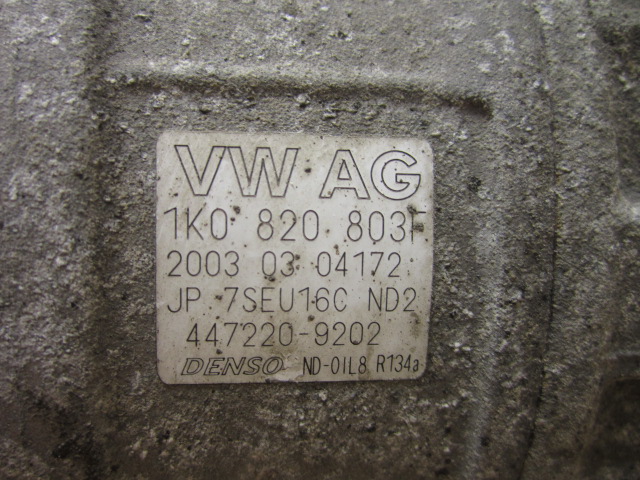 VW AG
1K0 820 803F
2003 03 04172
JP 7SEU16C ND2
447220-9202
DENSO ND-OIL8 R134a